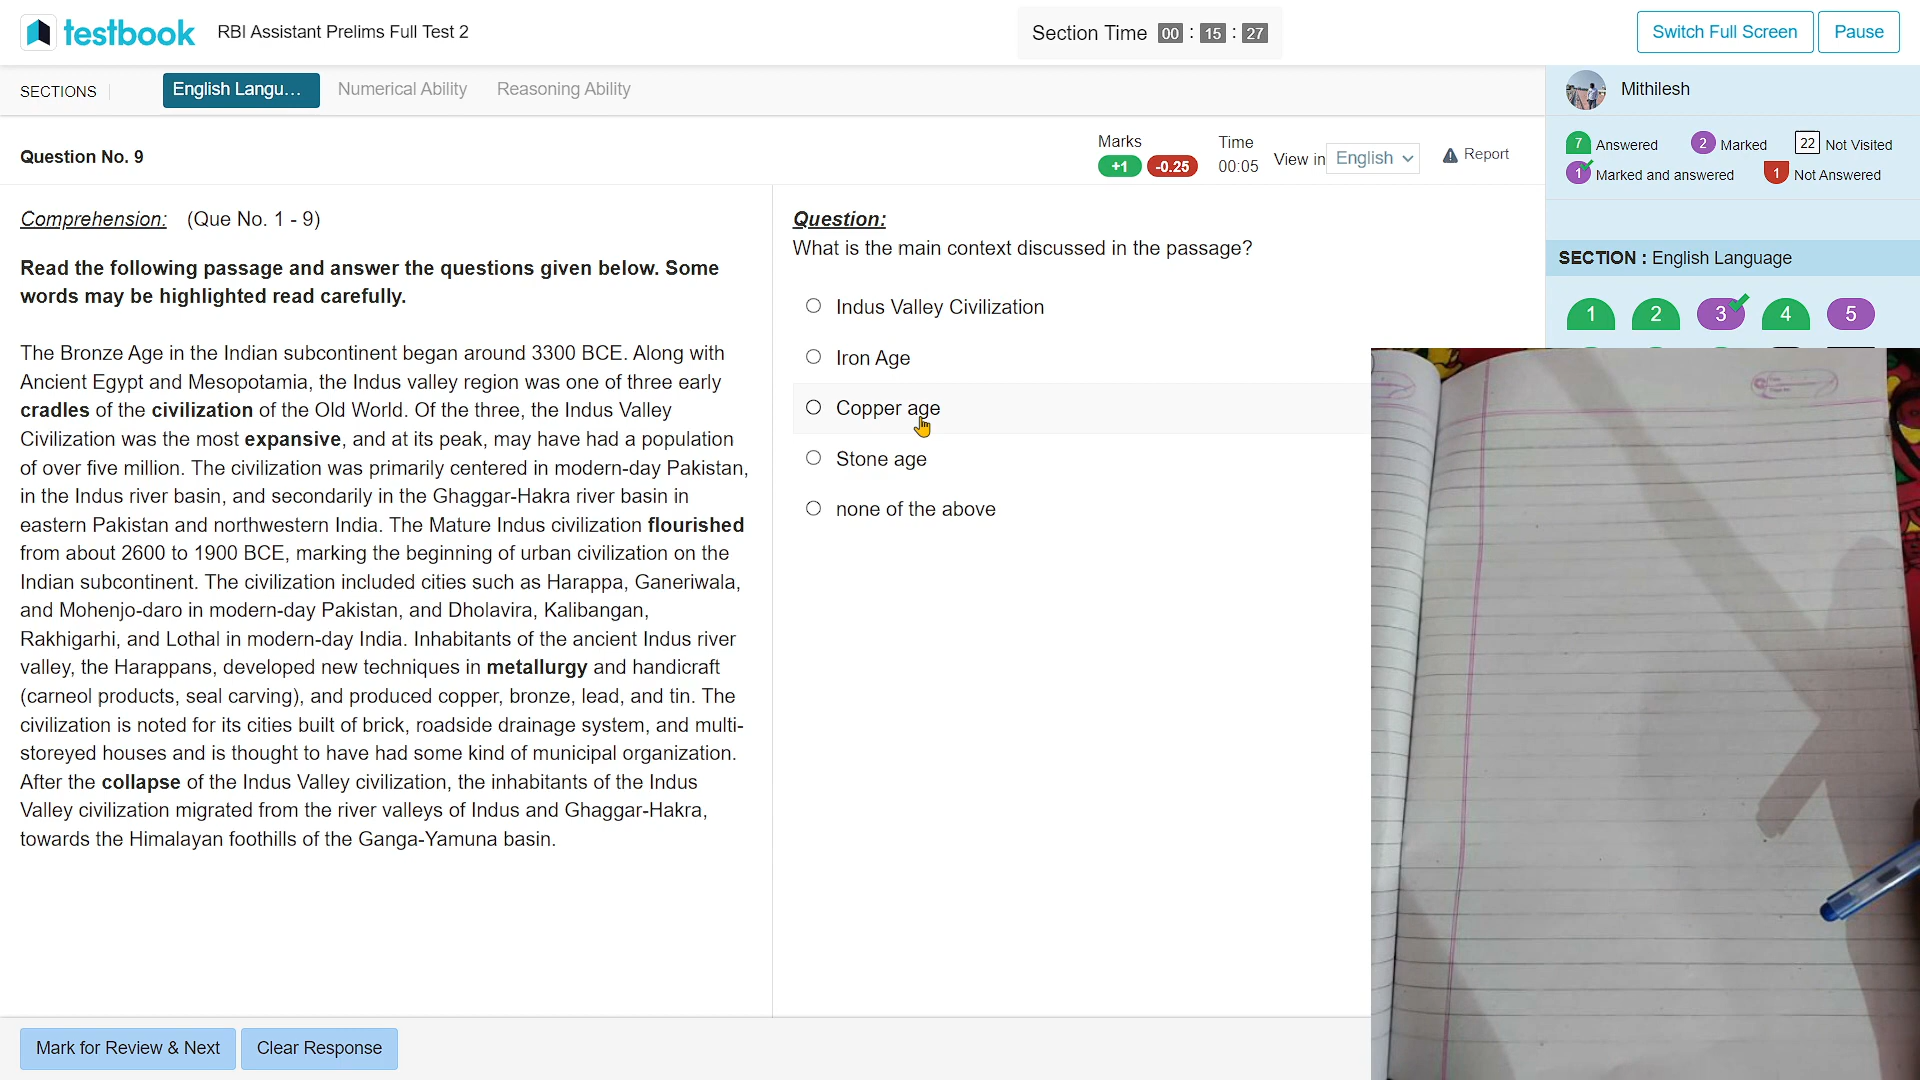 testbook
RBI Assistant Prelims Full Test 2
Section Time 00 : 15 : 27
Switch Full Screen
Pause
SECTIONS
English Langu...
Numerical Ability
Reasoning Ability
Mithilesh
7 Answered
2 Marked
22 Not Visited
1 Marked and answered
1 Not Answered
Question No. 9
Marks
+1
-0.25
Time
00:05
View in
English
Report
SECTION : English Language
1 2 3 4 5
Comprehension: (Que No. 1 - 9)
Read the following passage and answer the questions given below. Some
words may be highlighted read carefully.
The Bronze Age in the Indian subcontinent began around 3300 BCE. Along with
Ancient Egypt and Mesopotamia, the Indus valley region was one of three early
cradles of the civilization of the Old World. Of the three, the Indus Valley
Civilization was the most expansive, and at its peak, may have had a population
of over five million. The civilization was primarily centered in modern-day Pakistan,
in the Indus river basin, and secondarily in the Ghaggar-Hakra river basin in
eastern Pakistan and northwestern India. The Mature Indus civilization flourished
from about 2600 to 1900 BCE, marking the beginning of urban civilization on the
Indian subcontinent. The civilization included cities such as Harappa, Ganeriwala,
and Mohenjo-daro in modern-day Pakistan, and Dholavira, Kalibangan,
Rakhigarhi, and Lothal in modern-day India. Inhabitants of the ancient Indus river
valley, the Harappans, developed new techniques in metallurgy and handicraft
(carneol products, seal carving), and produced copper, bronze, lead, and tin. The
civilization is noted for its cities built of brick, roadside drainage system, and multi-
storeyed houses and is thought to have had some kind of municipal organization.
After the collapse of the Indus Valley civilization, the inhabitants of the Indus
Valley civilization migrated from the river valleys of Indus and Ghaggar-Hakra,
towards the Himalayan foothills of the Ganga-Yamuna basin.
Question:
What is the main context discussed in the passage?
Indus Valley Civilization
Iron Age
Copper age
Stone age
none of the above
Mark for Review & Next
Clear Response